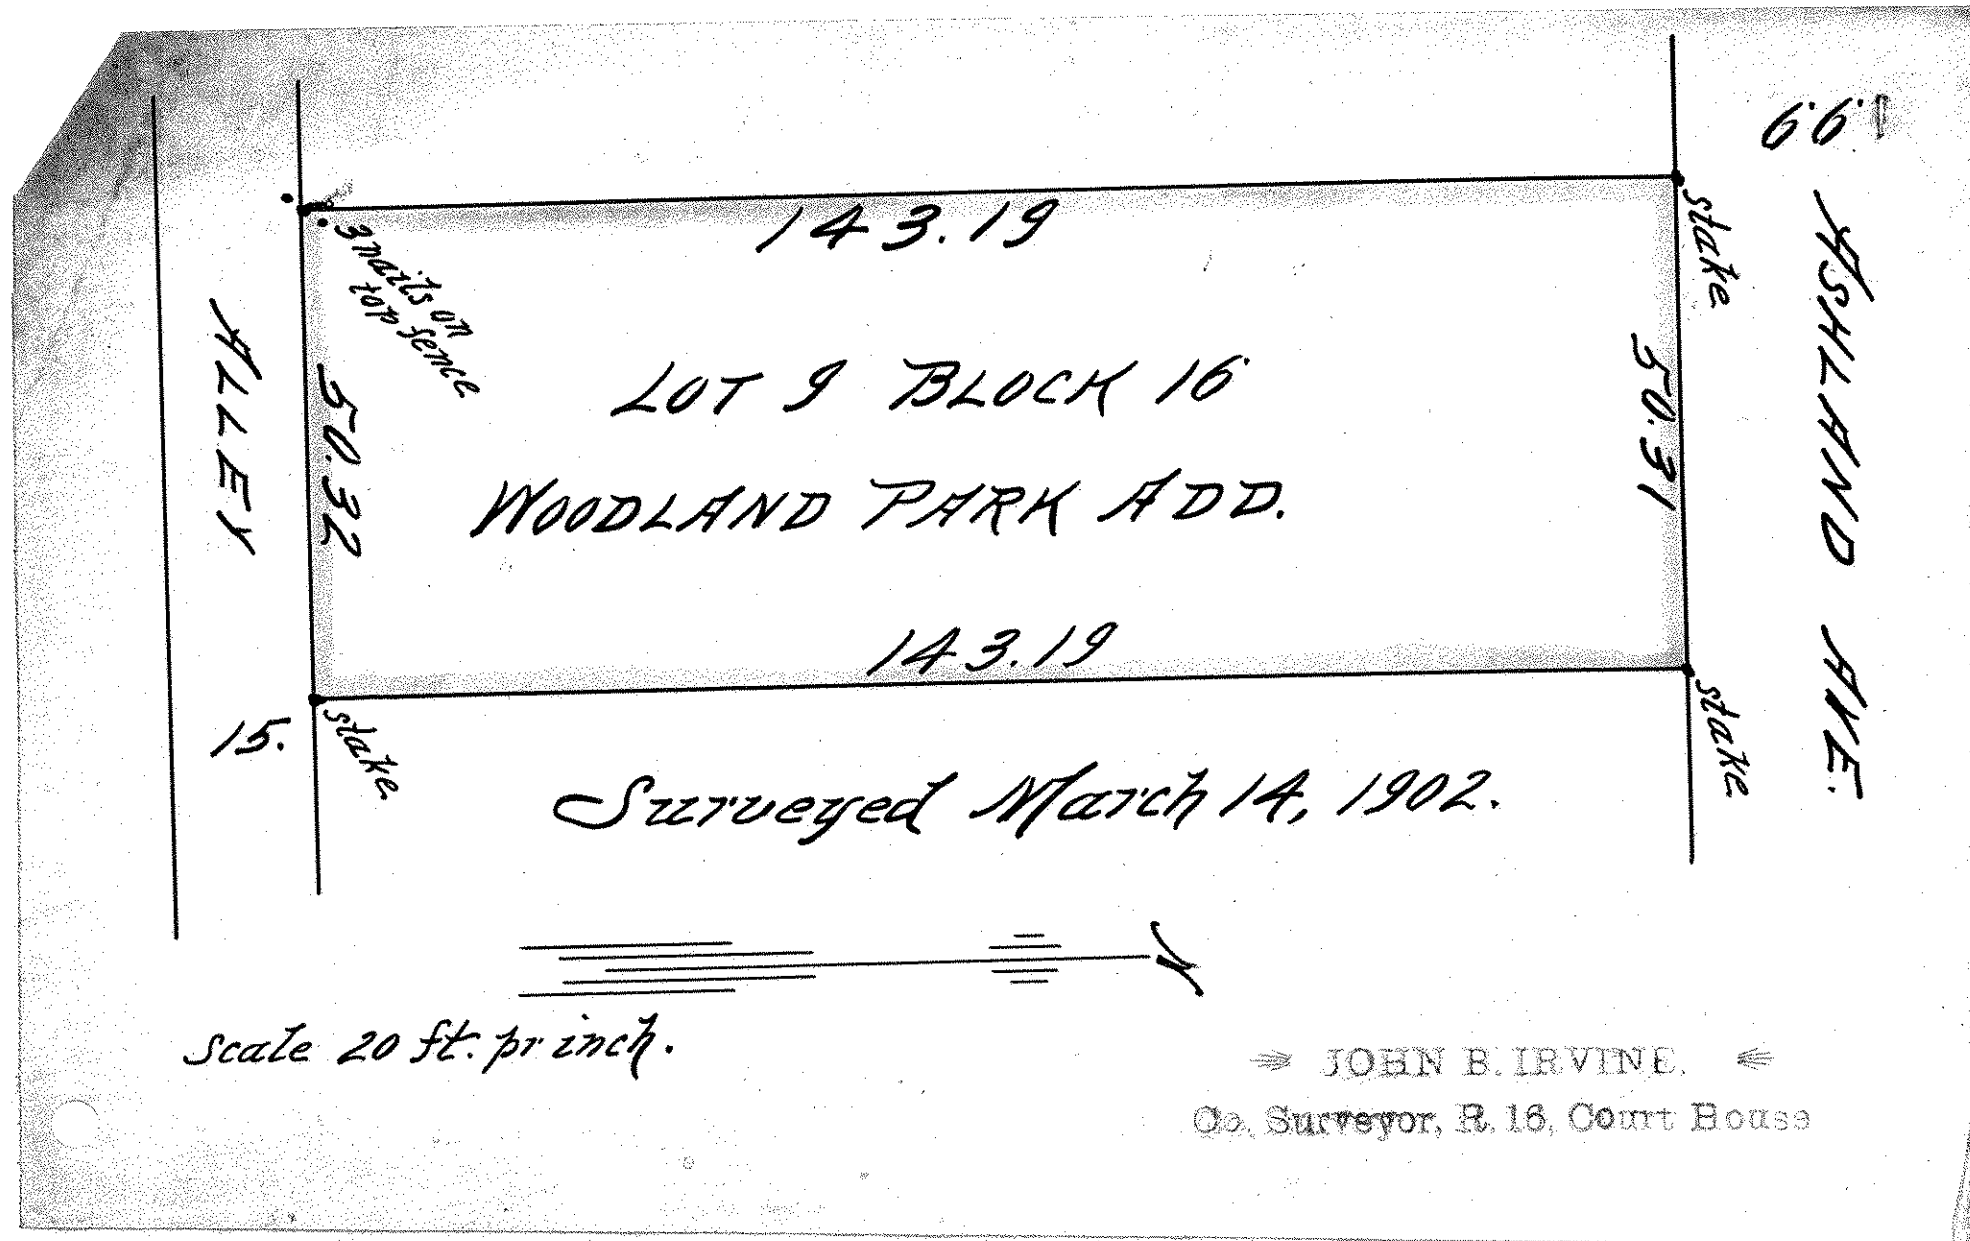 66.
143.19
stake
3 nails on
top fence
ALLEY
50.32
LOT 9 BLOCK 16
WOODLAND PARK ADD.
50.31
ASHLAND AVE.
143.19
15.
stake
stake
Surveyed March 14, 1902.
N
Scale 20 ft. pr inch.
JOHN B. IRVINE.
Co. Surveyor, R. 16, Court House